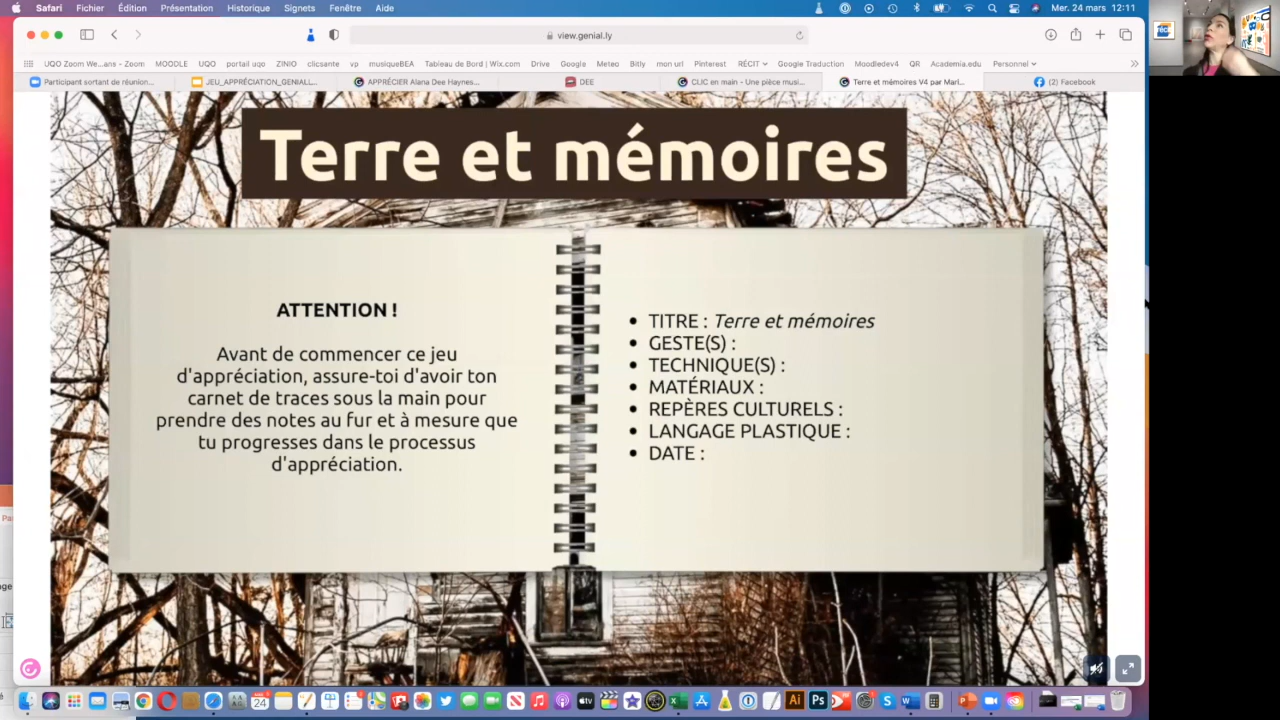 Safari Fichier Édition Présentation Historique Signets Fenêtre Aide
Mer. 24 mars 12:11
view.genial.ly
UQO Zoom We...ans – Zoom MOODLE UQO portail uqo ZINIO clicsante vp musiqueBEA Tableau de Bord | Wix.com Drive Google Meteo Bitly mon url Pinterest RÉCIT Google Traduction Moodledev4 QR Academia.edu Personnel
Participant sortant de réunion... JEU_APPRÉCIATION_GENIALL... APPRÉCIER Alana Dee Haynes... DEE CLIC en main - Une pièce musi... Terre et mémoires V4 par Mari... (2) Facebook
Terre et mémoires
ATTENTION !
Avant de commencer ce jeu
d'appréciation, assure-toi d'avoir ton
carnet de traces sous la main pour
prendre des notes au fur et à mesure que
tu progresses dans le processus
d'appréciation.
• TITRE : Terre et mémoires
• GESTE(S) :
• TECHNIQUE(S) :
• MATÉRIAUX :
• REPÈRES CULTURELS :
• LANGAGE PLASTIQUE :
• DATE :